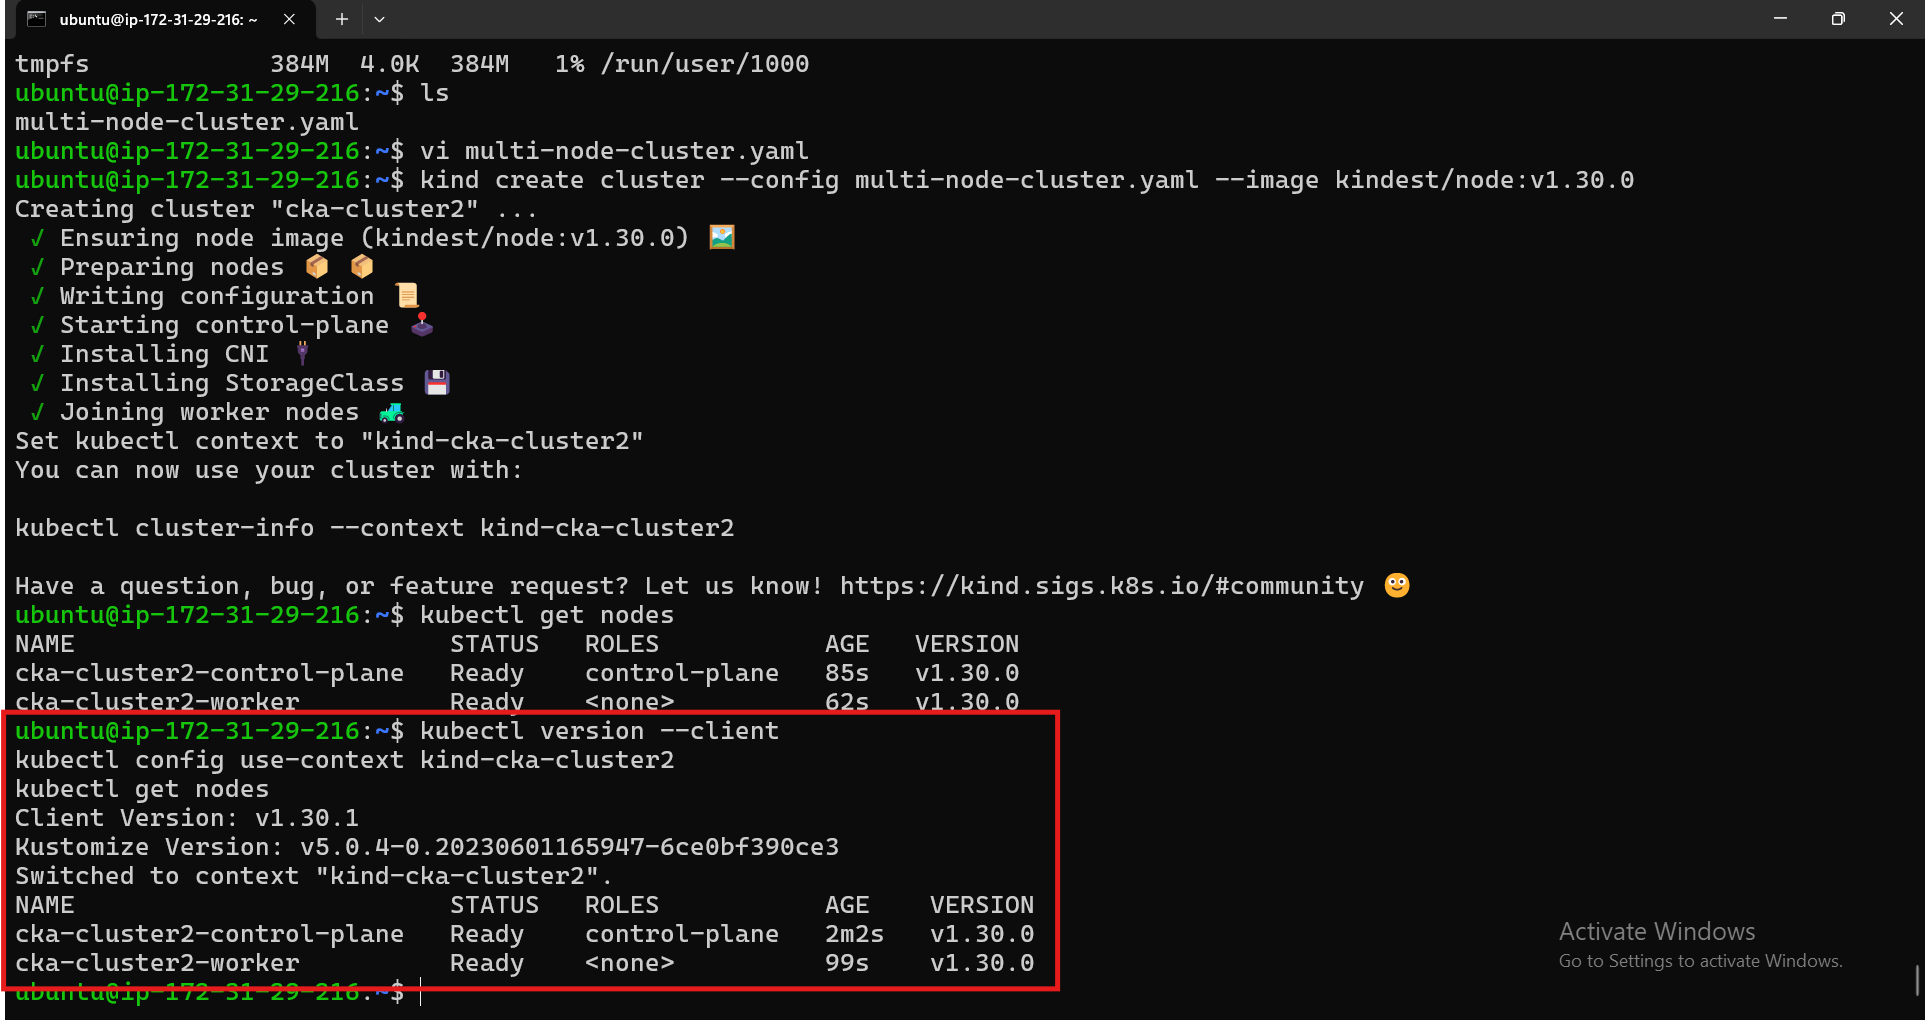 ubuntu@ip-172-31-29-216: ~
tmpfs            384M  4.0K  384M   1% /run/user/1000
ubuntu@ip-172-31-29-216:~$ ls
multi-node-cluster.yaml
ubuntu@ip-172-31-29-216:~$ vi multi-node-cluster.yaml
ubuntu@ip-172-31-29-216:~$ kind create cluster --config multi-node-cluster.yaml --image kindest/node:v1.30.0
Creating cluster "cka-cluster2" ...
 ✓ Ensuring node image (kindest/node:v1.30.0) 🖼
 ✓ Preparing nodes 📦 📦
 ✓ Writing configuration 📜
 ✓ Starting control-plane 🕹
 ✓ Installing CNI 🔌
 ✓ Installing StorageClass 💾
 ✓ Joining worker nodes 🚜
Set kubectl context to "kind-cka-cluster2"
You can now use your cluster with:
kubectl cluster-info --context kind-cka-cluster2
Have a question, bug, or feature request? Let us know! https://kind.sigs.k8s.io/#community 🙂
ubuntu@ip-172-31-29-216:~$ kubectl get nodes
NAME                         STATUS   ROLES           AGE   VERSION
cka-cluster2-control-plane   Ready    control-plane   85s   v1.30.0
cka-cluster2-worker          Ready    <none>          62s   v1.30.0
ubuntu@ip-172-31-29-216:~$ kubectl version --client
kubectl config use-context kind-cka-cluster2
kubectl get nodes
Client Version: v1.30.1
Kustomize Version: v5.0.4-0.20230601165947-6ce0bf390ce3
Switched to context "kind-cka-cluster2".
NAME                         STATUS   ROLES           AGE    VERSION
cka-cluster2-control-plane   Ready    control-plane   2m2s   v1.30.0
cka-cluster2-worker          Ready    <none>          99s    v1.30.0
ubuntu@ip-172-31-29-216:~$
Activate Windows
Go to Settings to activate Windows.